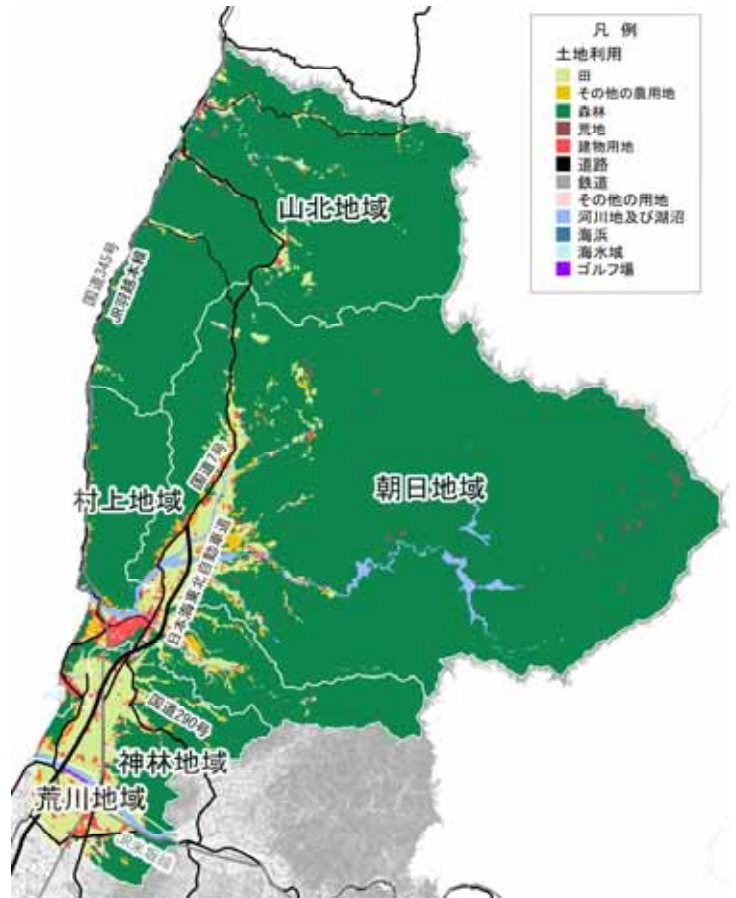 凡 例
土地利用
田
その他の農用地
森林
荒地
建物用地
道路
鉄道
その他の用地
河川地及び湖沼
海浜
海水域
ゴルフ場
山北地域
国道345号
JR羽越本線
国道7号
村上地域
朝日地域
日本海東北自動車道
国道290号
神林地域
荒川地域
JR米坂線